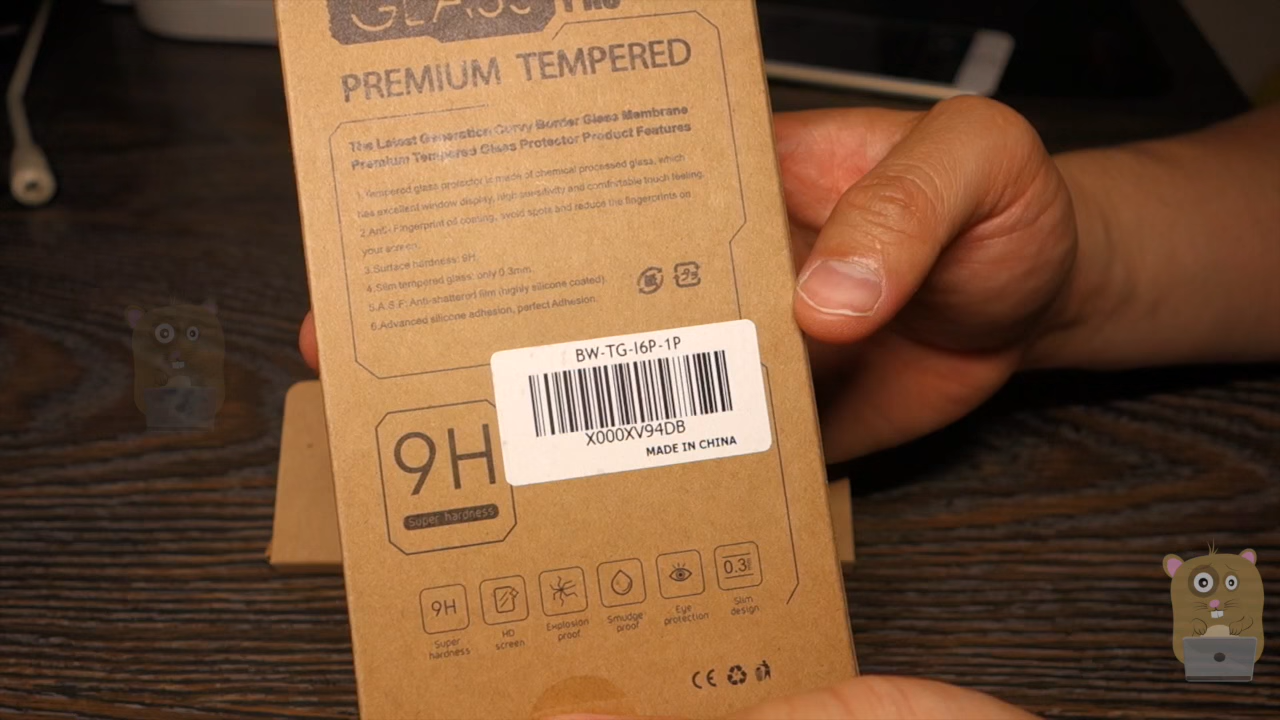 GLASS PRO
PREMIUM TEMPERED
The Latest Generation Curvy Border Glass Membrane
Premium Tempered Glass Protector Product Features
1.Tempered glass protector is made of chemical processed glass, which
has excellent window display, high sensitivity and comfortable touch feeling.
2.Anti- Fingerprint oil coating, avoid spots and reduce the fingerprints on
your screen.
3.Surface hardness: 9H.
4.Slim tempered glass: only 0.3mm.
5.A.S.F:Anti-shattered film (highly silicone coated).
6.Advanced silicone adhesion, perfect Adhesion.
BW-TG-I6P-1P
X000XV94DB
MADE IN CHINA
9H
Super hardness
9H
0.3
Super hardness
HD screen
Explosion proof
Smudge proof
Eye protection
Slim design
CE